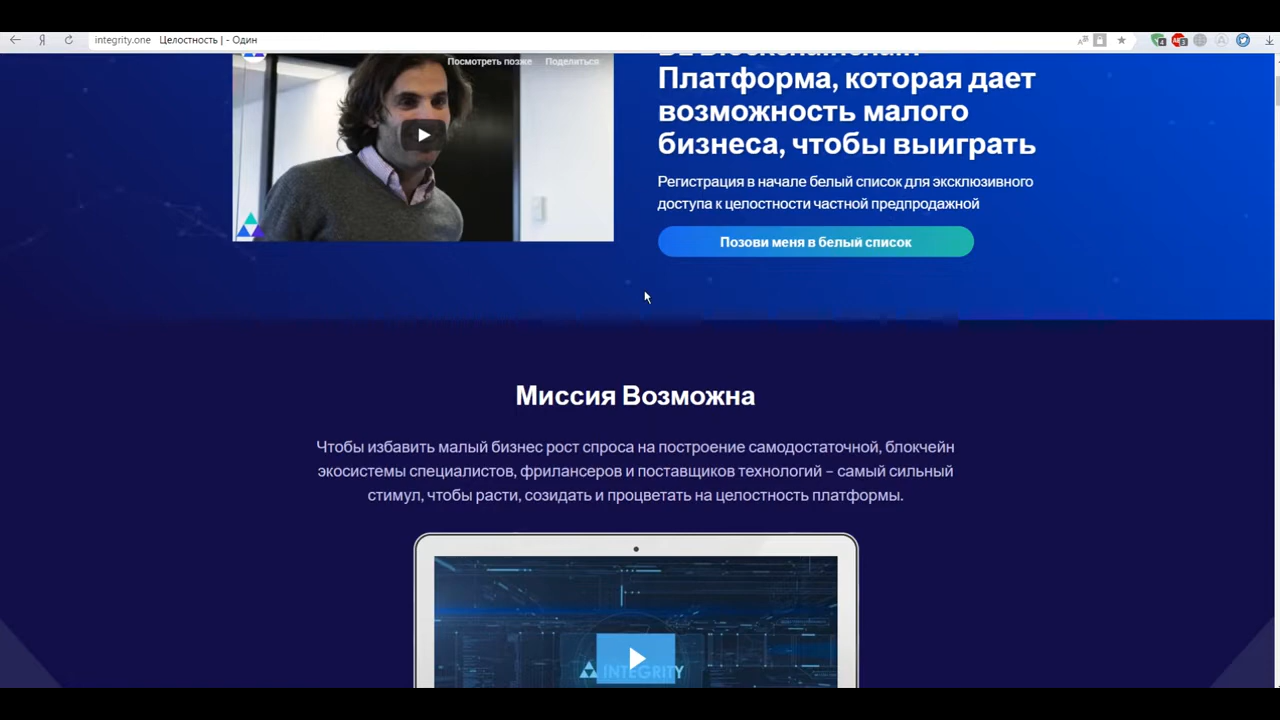 integrity.one Целостность | - Один
Посмотреть позже Поделиться
Платформа, которая дает
возможность малого
бизнеса, чтобы выиграть
Регистрация в начале белый список для эксклюзивного
доступа к целостности частной предпродажной
Позови меня в белый список
Миссия Возможна
Чтобы избавить малый бизнес рост спроса на построение самодостаточной, блокчейн
экосистемы специалистов, фрилансеров и поставщиков технологий – самый сильный
стимул, чтобы расти, созидать и процветать на целостность платформы.
INTEGRITY